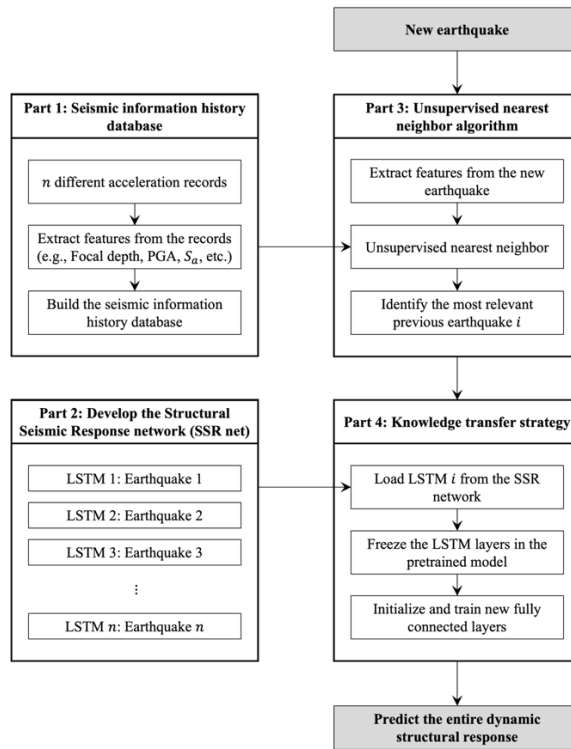 New earthquake
Part 1: Seismic information history
database
n different acceleration records
Extract features from the records
(e.g., Focal depth, PGA, Sₐ, etc.)
Build the seismic information
history database
Part 3: Unsupervised nearest
neighbor algorithm
Extract features from the new
earthquake
Unsupervised nearest neighbor
Identify the most relevant
previous earthquake i
Part 2: Develop the Structural
Seismic Response network (SSR net)
LSTM 1: Earthquake 1
LSTM 2: Earthquake 2
LSTM 3: Earthquake 3
⋮
LSTM n: Earthquake n
Part 4: Knowledge transfer strategy
Load LSTM i from the SSR
network
Freeze the LSTM layers in the
pretrained model
Initialize and train new fully
connected layers
Predict the entire dynamic
structural response